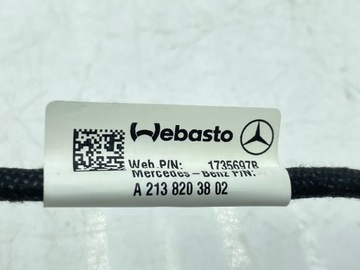 Webasto
Web.P/N: 1735697B
Mercedes-Benz P/N:
A 213 820 38 02